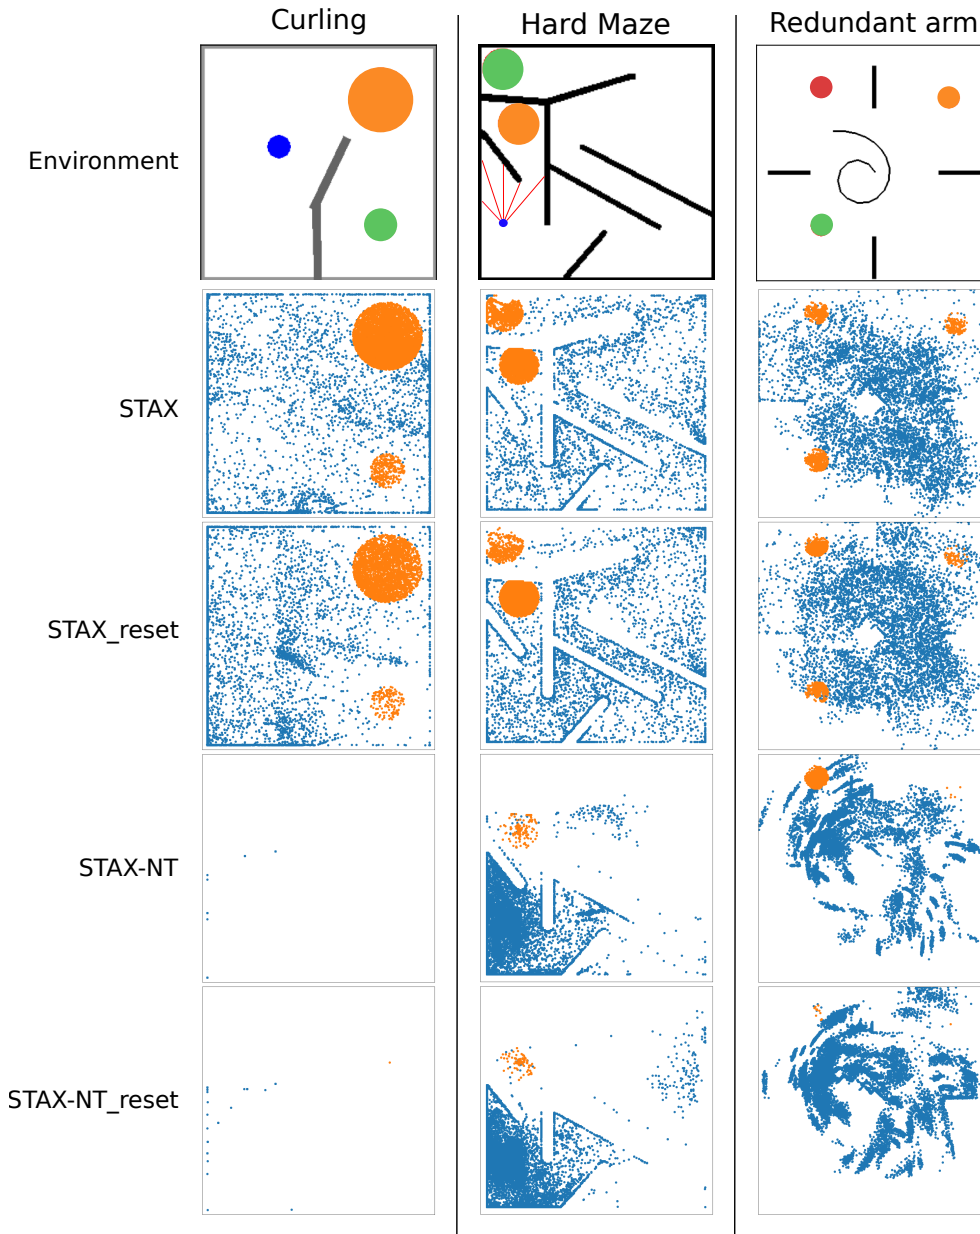 Curling
Hard Maze
Redundant arm
Environment
STAX
STAX_reset
STAX-NT
STAX-NT_reset